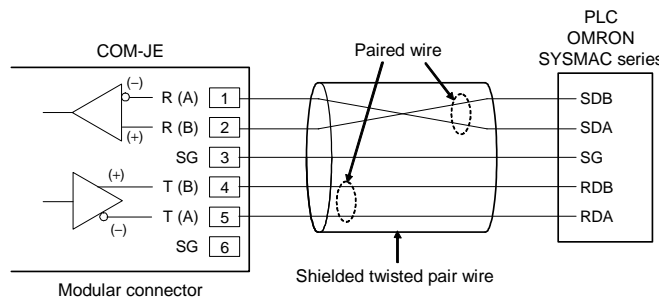 PLC
OMRON
SYSMAC series
COM-JE
Paired wire
(−)
R (A) 1
SDB
R (B) 2
(+)
SDA
SG 3
SG
(+)
T (B) 4
RDB
T (A) 5
(−)
RDA
SG 6
Shielded twisted pair wire
Modular connector